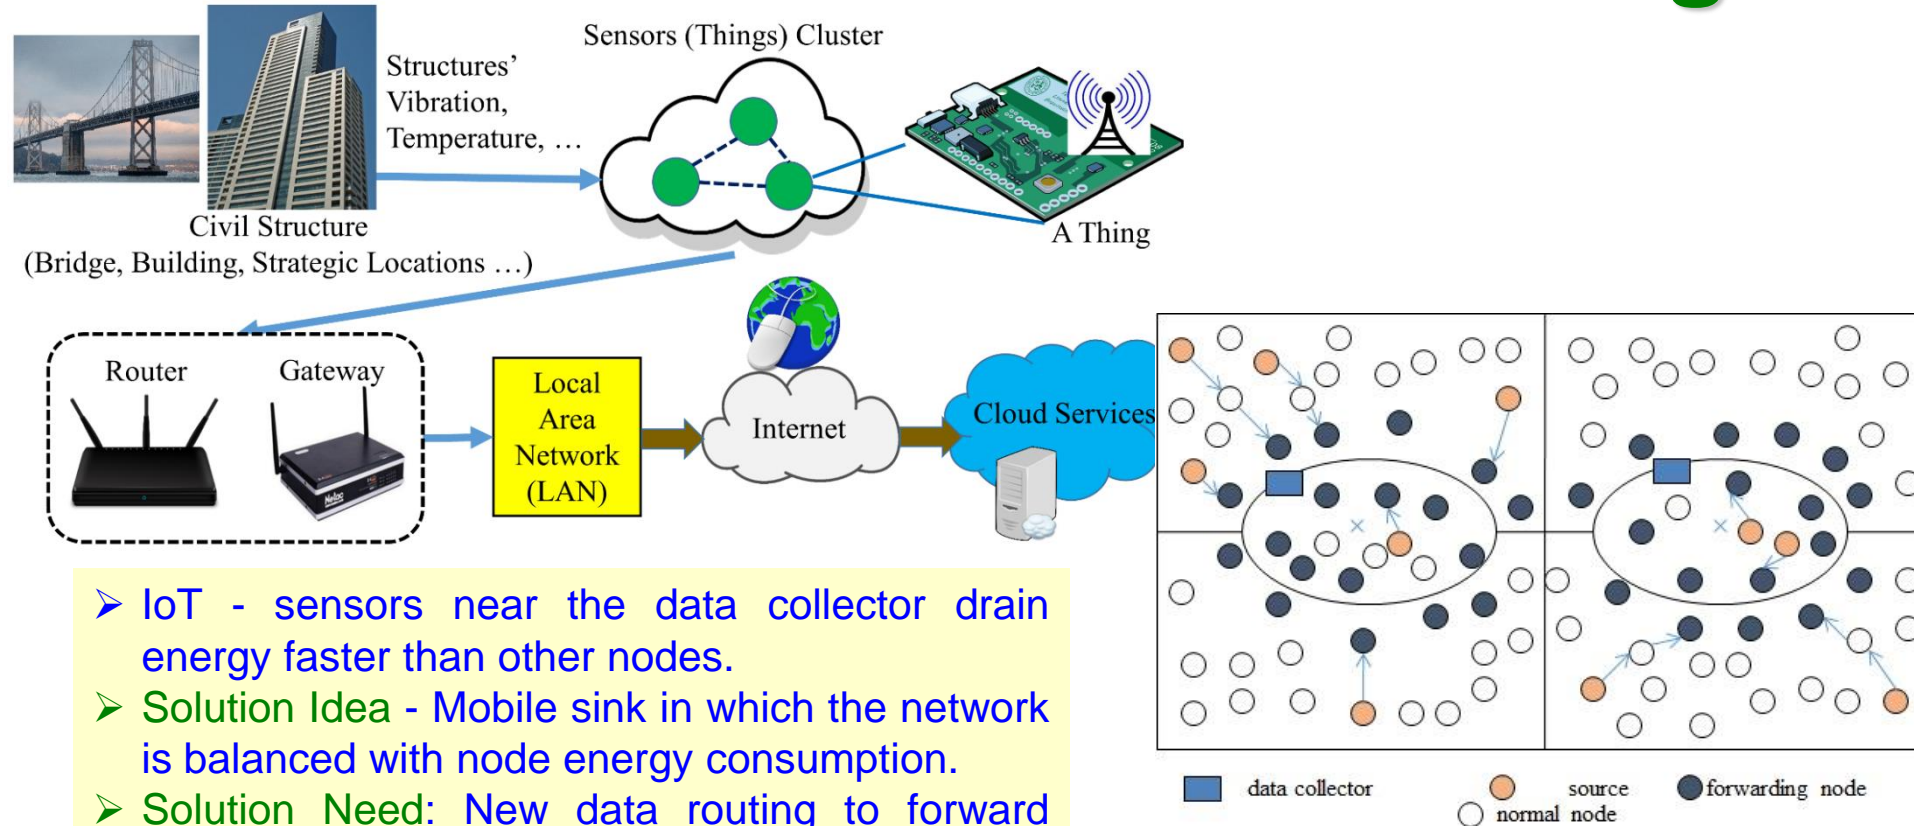 Sensors (Things) Cluster
Structures’
Vibration,
Temperature, …
Civil Structure
(Bridge, Building, Strategic Locations …)
A Thing
Router
Gateway
Netac
Local
Area
Network
(LAN)
Internet
Cloud Services
➢ IoT - sensors near the data collector drain
energy faster than other nodes.
➢ Solution Idea - Mobile sink in which the network
is balanced with node energy consumption.
➢ Solution Need: New data routing to forward
data collector
source
forwarding node
normal node